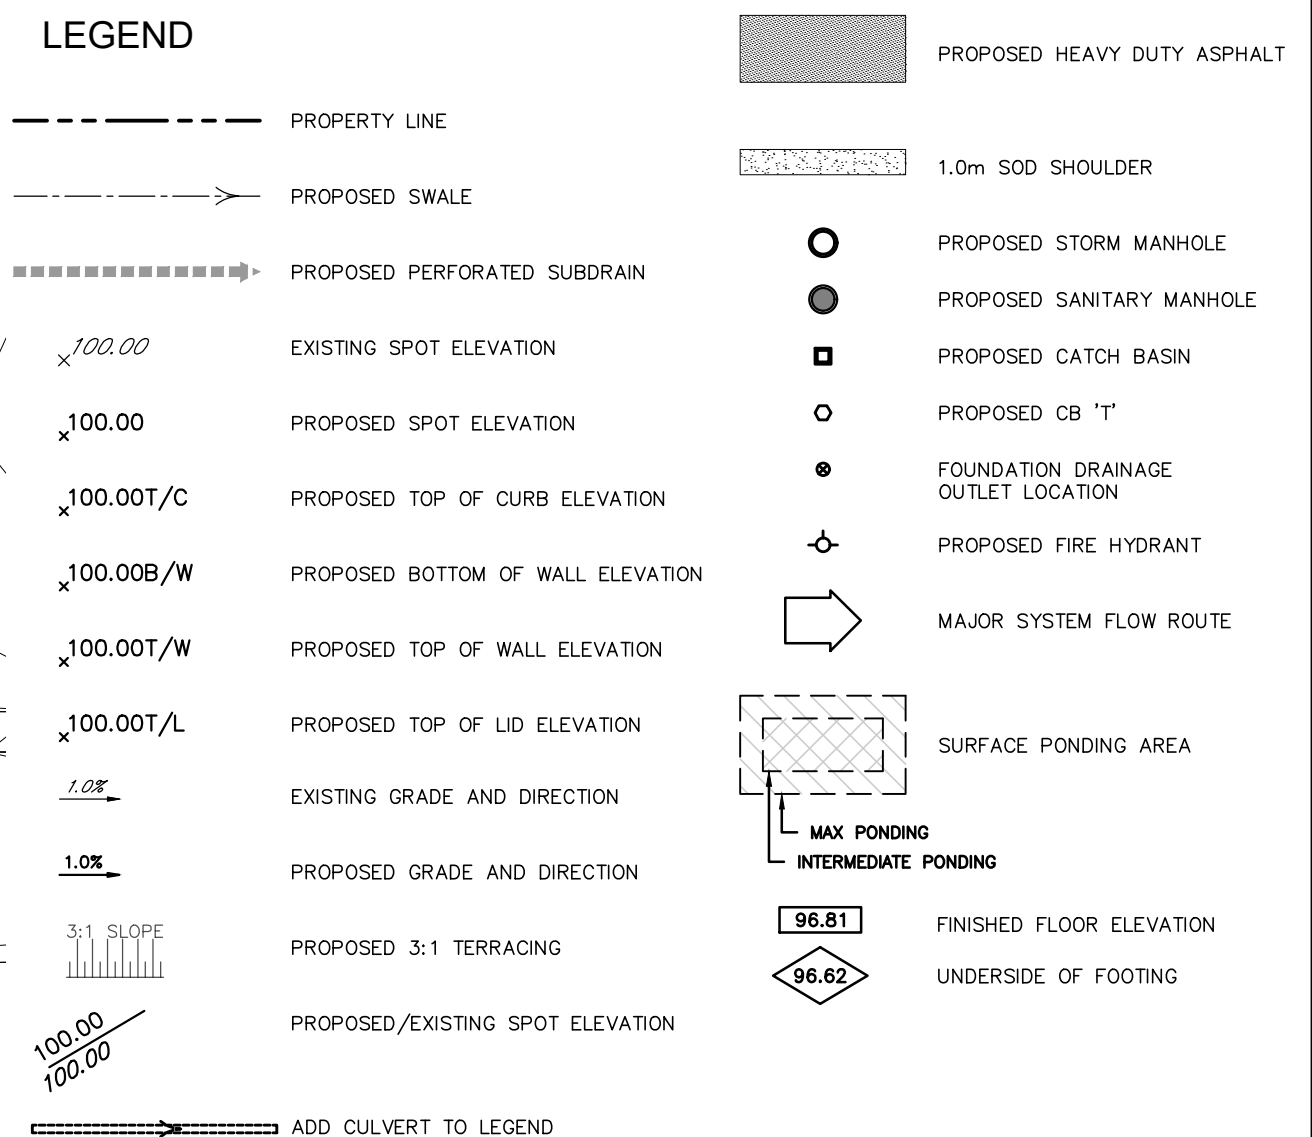 LEGEND
PROPERTY LINE
PROPOSED SWALE
PROPOSED PERFORATED SUBDRAIN
100.00 EXISTING SPOT ELEVATION
100.00 PROPOSED SPOT ELEVATION
100.00T/C PROPOSED TOP OF CURB ELEVATION
100.00B/W PROPOSED BOTTOM OF WALL ELEVATION
100.00T/W PROPOSED TOP OF WALL ELEVATION
100.00T/L PROPOSED TOP OF LID ELEVATION
1.0% EXISTING GRADE AND DIRECTION
1.0% PROPOSED GRADE AND DIRECTION
3:1 SLOPE PROPOSED 3:1 TERRACING
100.00
100.00
PROPOSED/EXISTING SPOT ELEVATION
ADD CULVERT TO LEGEND
PROPOSED HEAVY DUTY ASPHALT
1.0m SOD SHOULDER
PROPOSED STORM MANHOLE
PROPOSED SANITARY MANHOLE
PROPOSED CATCH BASIN
PROPOSED CB 'T'
FOUNDATION DRAINAGE
OUTLET LOCATION
PROPOSED FIRE HYDRANT
MAJOR SYSTEM FLOW ROUTE
SURFACE PONDING AREA
MAX PONDING
INTERMEDIATE PONDING
96.81 FINISHED FLOOR ELEVATION
96.62 UNDERSIDE OF FOOTING